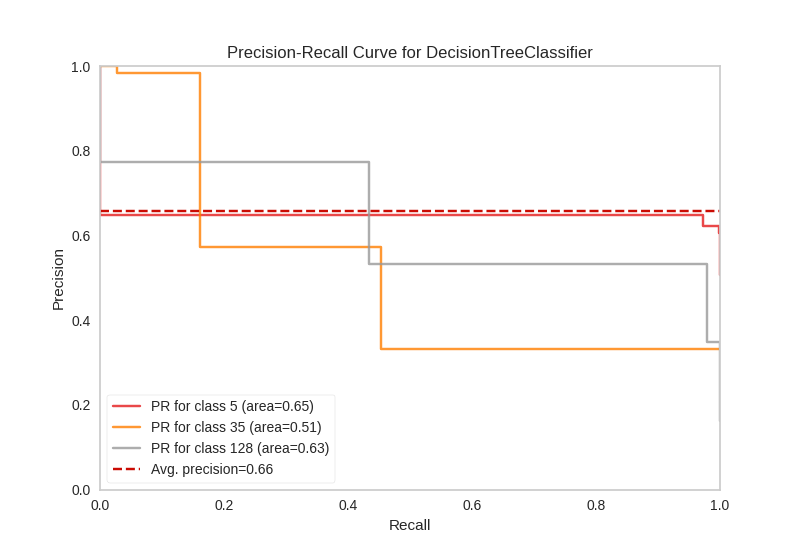 Precision-Recall Curve for DecisionTreeClassifier
1.0
0.8
0.6
0.4
0.2
0.0
Precision
PR for class 5 (area=0.65)
PR for class 35 (area=0.51)
PR for class 128 (area=0.63)
Avg. precision=0.66
0.0 0.2 0.4 0.6 0.8 1.0
Recall